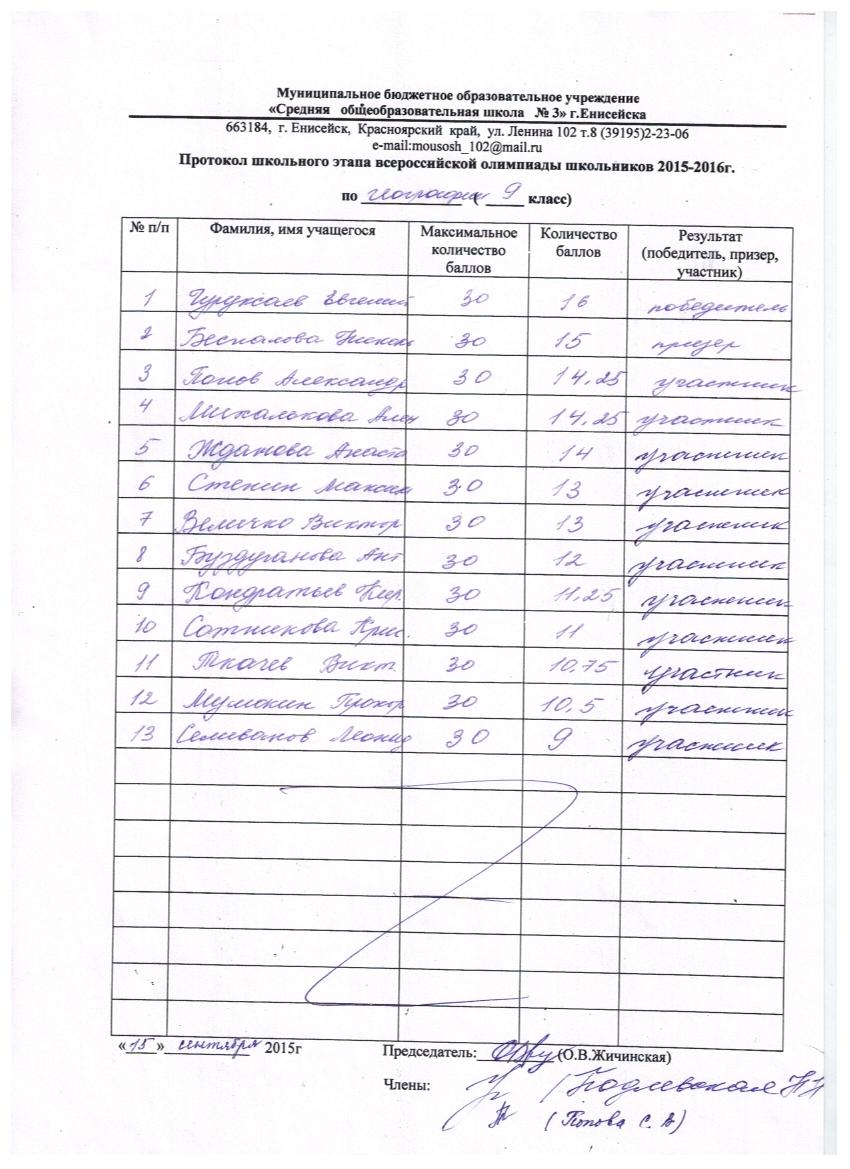 Муниципальное бюджетное образовательное учреждение
«Средняя общеобразовательная школа № 3» г.Енисейска
663184, г. Енисейск, Красноярский край, ул. Ленина 102 т.8 (39195)2-23-06
e-mail:mousosh_102@mail.ru
Протокол школьного этапа всероссийской олимпиады школьников 2015-2016г.
по географии ( 9 класс)
№ п/п Фамилия, имя учащегося Максимальное количество баллов Количество баллов Результат (победитель, призер, участник)
1 Евгений 30 16 победитель
2 Беспалова 30 15 призер
3 Попов Александр 30 14,25 участник
4 Михалькова Ален 30 14,25 участник
5 Жданова Анаста 30 14 участник
6 Стенин Максим 30 13 участник
7 Величко Виктор 30 13 участник
8 Бурдуганова Ант 30 12 участник
9 Кондратьев Кир 30 11,25 участник
10 Сотникова Крис. 30 11 участник
11 Ткачев Викт. 30 10,75 участник
12 Прохор 30 10,5 участник
13 Селиванов Леонид 30 9 участник
«15» сентября 2015г Председатель: (О.В.Жичинская)
Члены: (Подлевская НН
(Попова С. В)